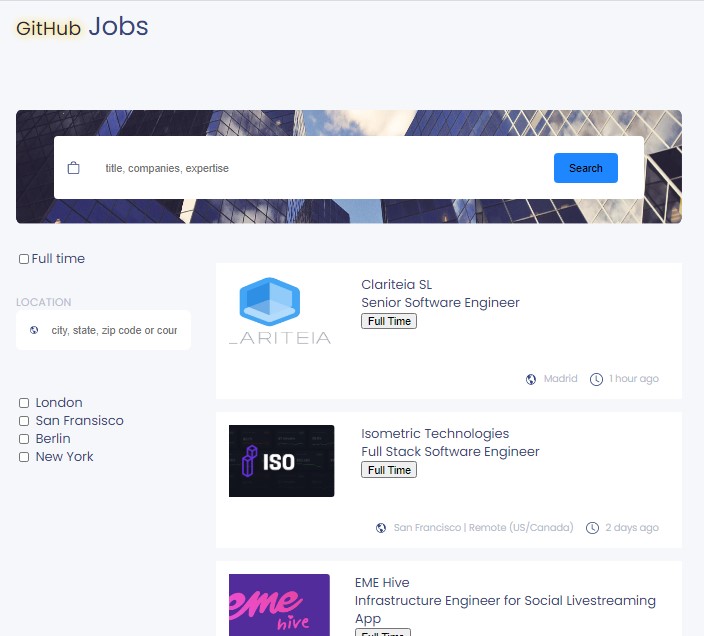 GitHub Jobs
title, companies, expertise
Search
Full time
LOCATION
city, state, zip code or cour
London
San Fransisco
Berlin
New York
LARITEIA
Clariteia SL
Senior Software Engineer
Full Time
Madrid 1 hour ago
ISO
Isometric Technologies
Full Stack Software Engineer
Full Time
San Francisco | Remote (US/Canada) 2 days ago
eme
hive
EME Hive
Infrastructure Engineer for Social Livestreaming
App
Full Time